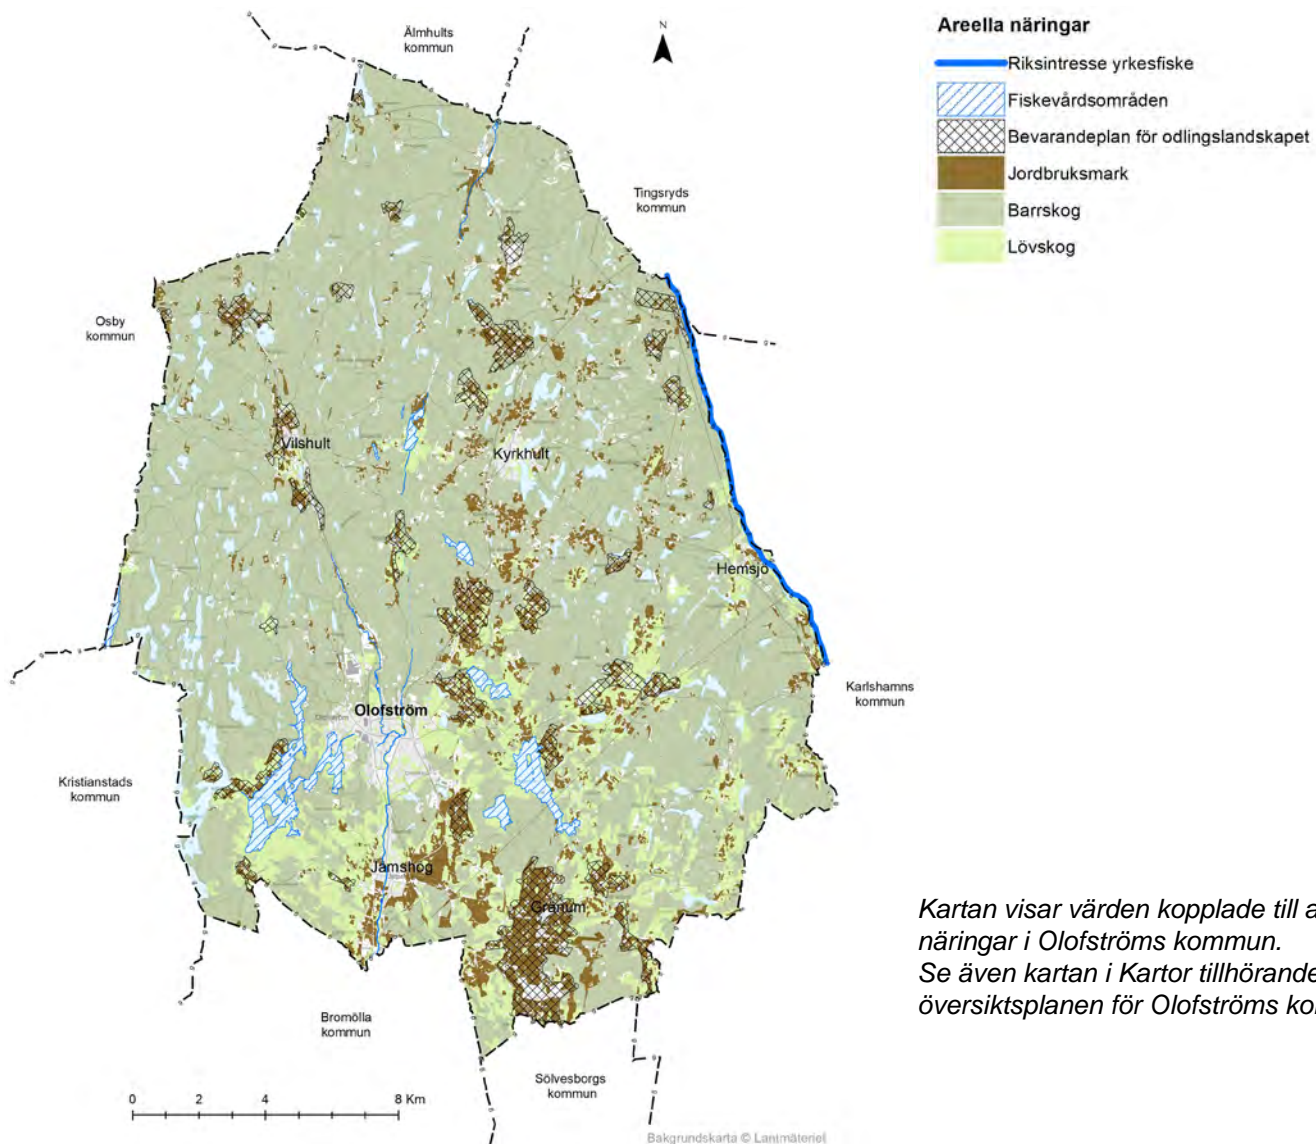 Älmhults
kommun
N
Tingsryds
kommun
Osby
kommun
Vilshult
Kyrkhult
Hemsjö
Olofström
Karlshamns
kommun
Kristianstads
kommun
Jämshög
Gränum
Bromölla
kommun
Sölvesborgs
kommun
0 2 4 8 Km
Bakgrundskarta © Lantmäteriet
Areella näringar
Riksintresse yrkesfiske
Fiskevårdsområden
Bevarandeplan för odlingslandskapet
Jordbruksmark
Barrskog
Lövskog
Kartan visar värden kopplade till a
näringar i Olofströms kommun.
Se även kartan i Kartor tillhörande
översiktsplanen för Olofströms ko